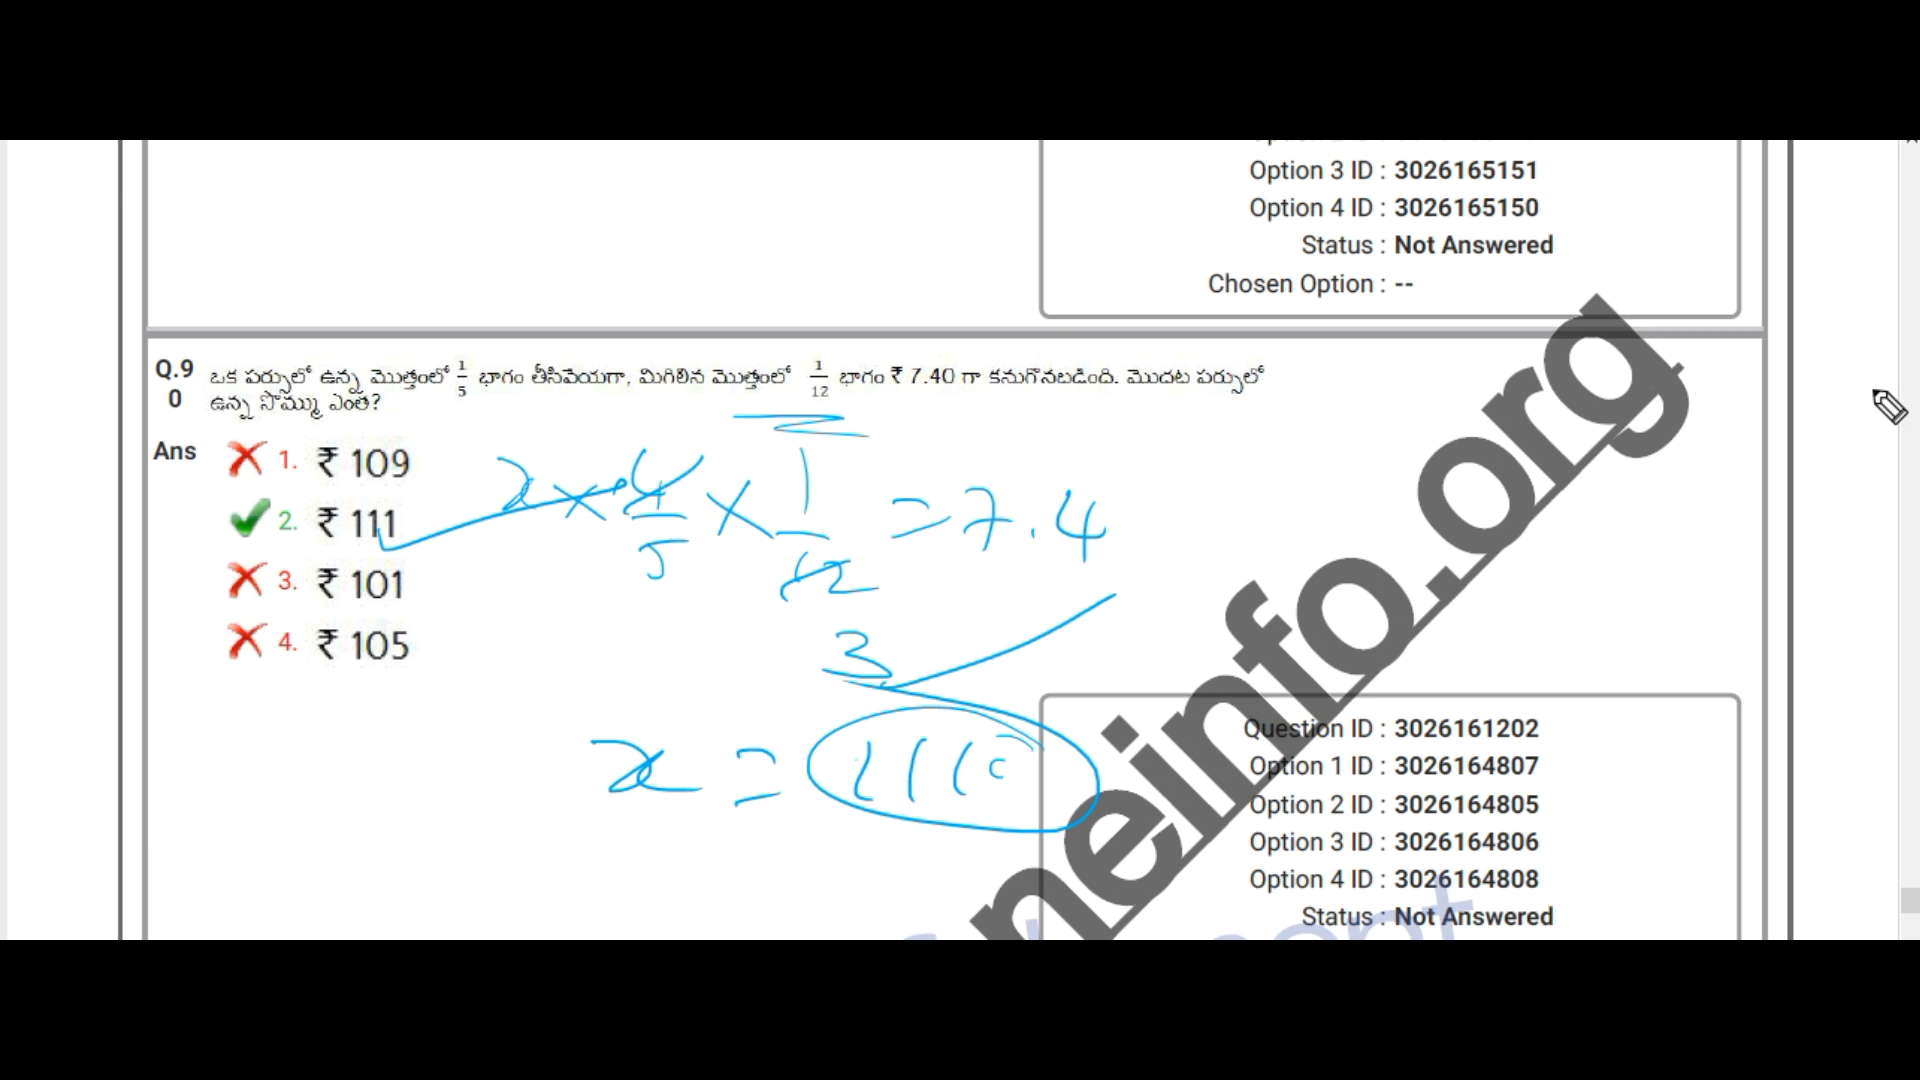 Option 3 ID : 3026165151
Option 4 ID : 3026165150
Status : Not Answered
Chosen Option : --
Q.9 ఒక పర్సులో ఉన్న మొత్తంలో 1/5 భాగం తీసివేయగా, మిగిలిన మొత్తంలో 1/12 భాగం ₹ 7.40 గా కనుగొనబడింది. మొదట పర్సులో
0 ఉన్న సొమ్ము ఎంత?
Ans 1. ₹ 109
2. ₹ 111
3. ₹ 101
4. ₹ 105
x × 4/5 × 1/12 = 7.4
3
x = 111
Question ID : 3026161202
Option 1 ID : 3026164807
Option 2 ID : 3026164805
Option 3 ID : 3026164806
Option 4 ID : 3026164808
Status : Not Answered
neinfo.org